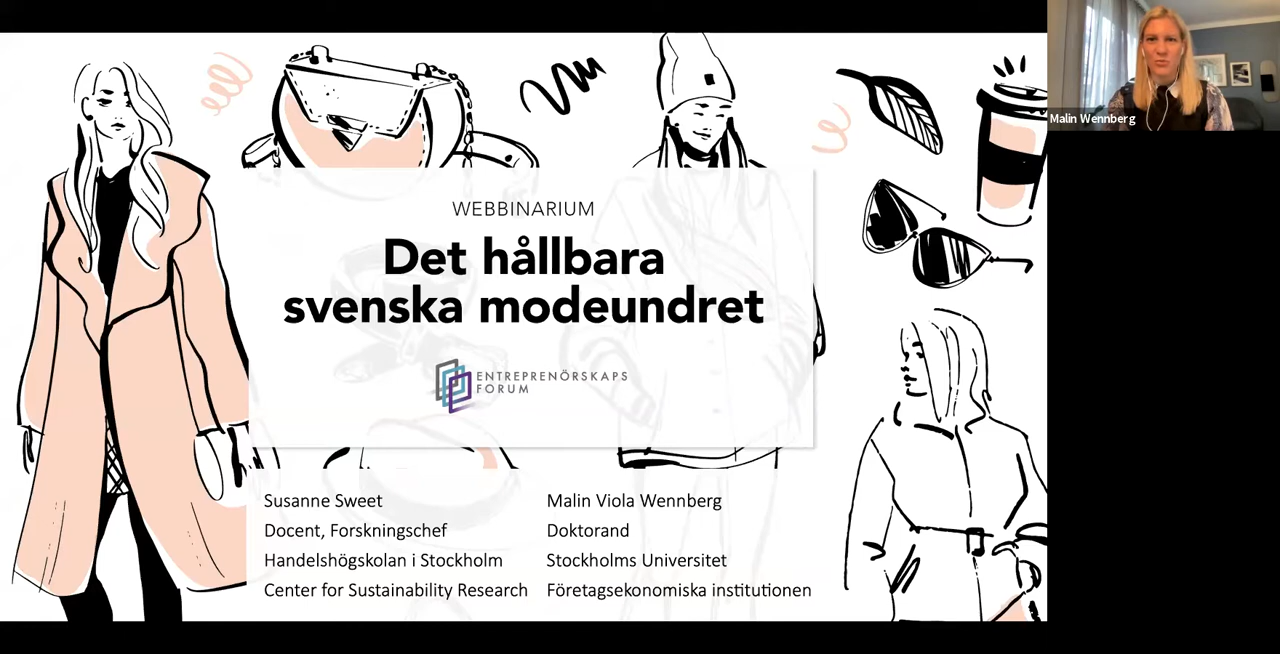 WEBBINARIUM
Det hållbara
svenska modeundret
ENTREPRENÖRSKAPS
FORUM
Susanne Sweet
Docent, Forskningschef
Handelshögskolan i Stockholm
Center for Sustainability Research
Malin Viola Wennberg
Doktorand
Stockholms Universitet
Företagsekonomiska institutionen
Malin Wennberg